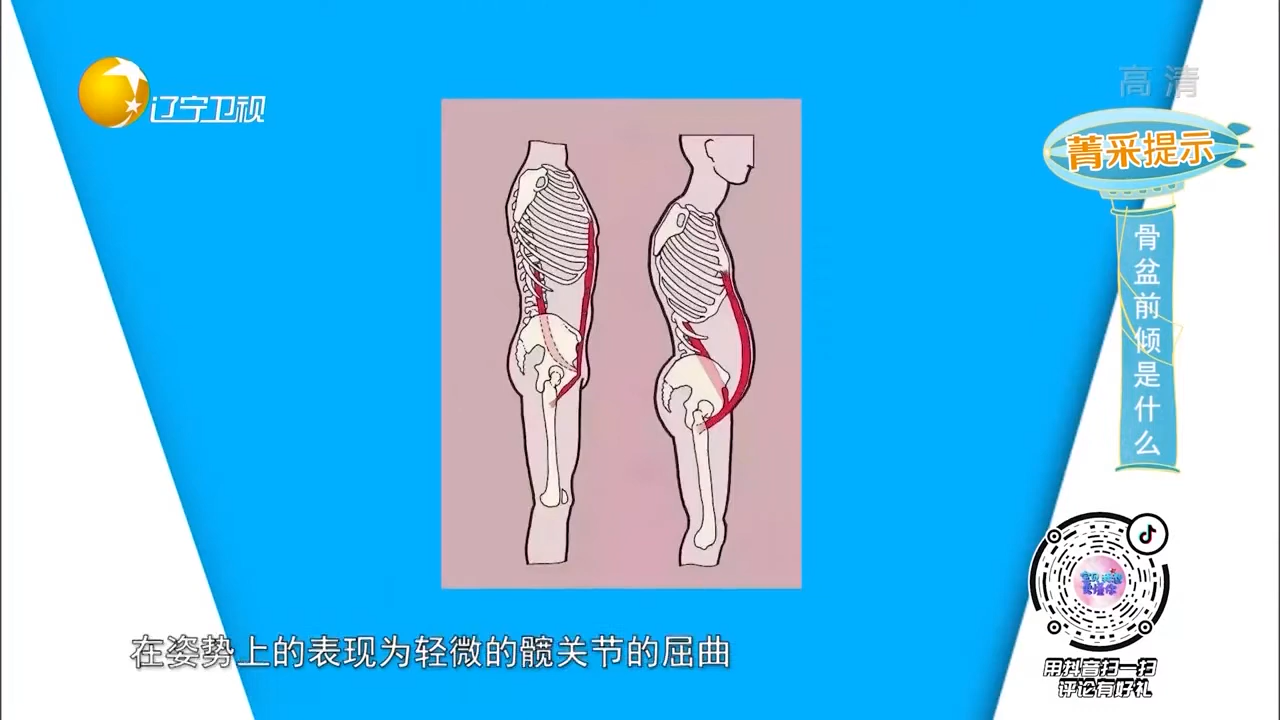 辽宁卫视
高清
菁采提示
骨盆前倾是什么
在姿势上的表现为轻微的髋关节的屈曲
用抖音扫一扫
评论有好礼